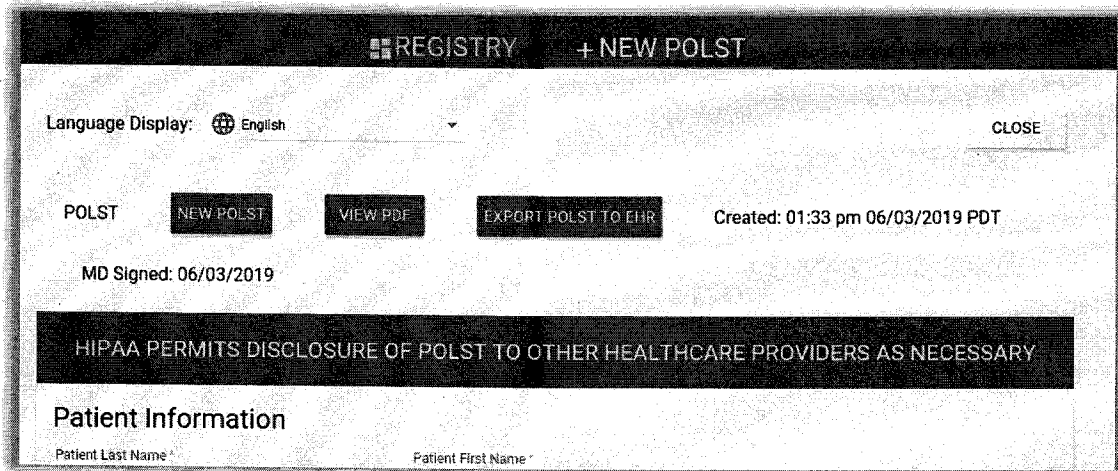 REGISTRY + NEW POLST
Language Display: English CLOSE
POLST NEW POLST VIEW PDF EXPORT POLST TO EHR Created: 01:33 pm 06/03/2019 PDT
MD Signed: 06/03/2019
HIPAA PERMITS DISCLOSURE OF POLST TO OTHER HEALTHCARE PROVIDERS AS NECESSARY
Patient Information
Patient Last Name * Patient First Name *